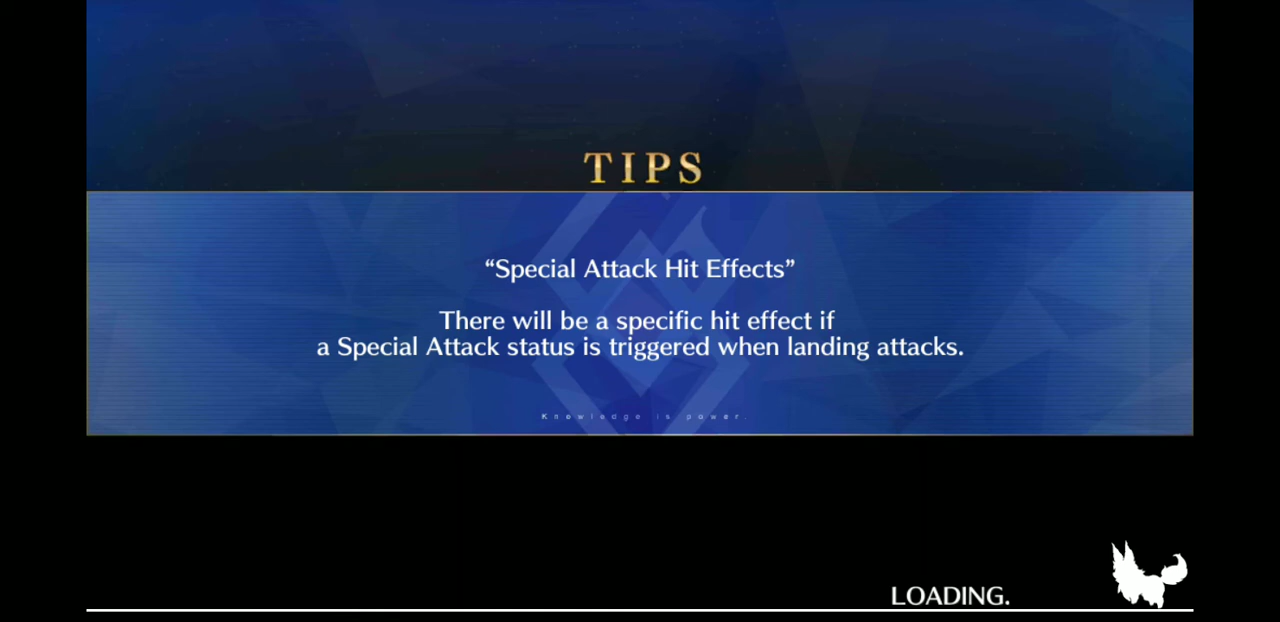 TIPS
“Special Attack Hit Effects”
There will be a specific hit effect if
a Special Attack status is triggered when landing attacks.
Knowledge is power.
LOADING.